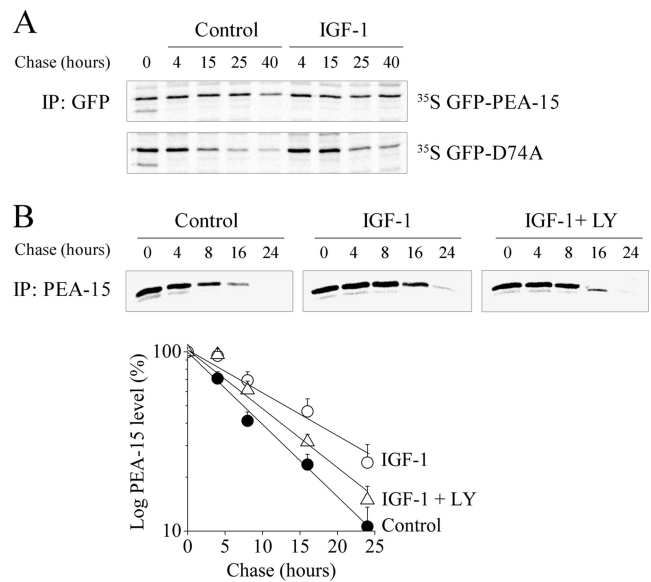 A
Control IGF-1
Chase (hours) 0 4 15 25 40 4 15 25 40
IP: GFP
³⁵S GFP-PEA-15
³⁵S GFP-D74A
B
Control IGF-1 IGF-1+ LY
Chase (hours) 0 4 8 16 24 0 4 8 16 24 0 4 8 16 24
IP: PEA-15
Log PEA-15 level (%)
100
10
IGF-1
IGF-1 + LY
Control
0 5 10 15 20 25
Chase (hours)